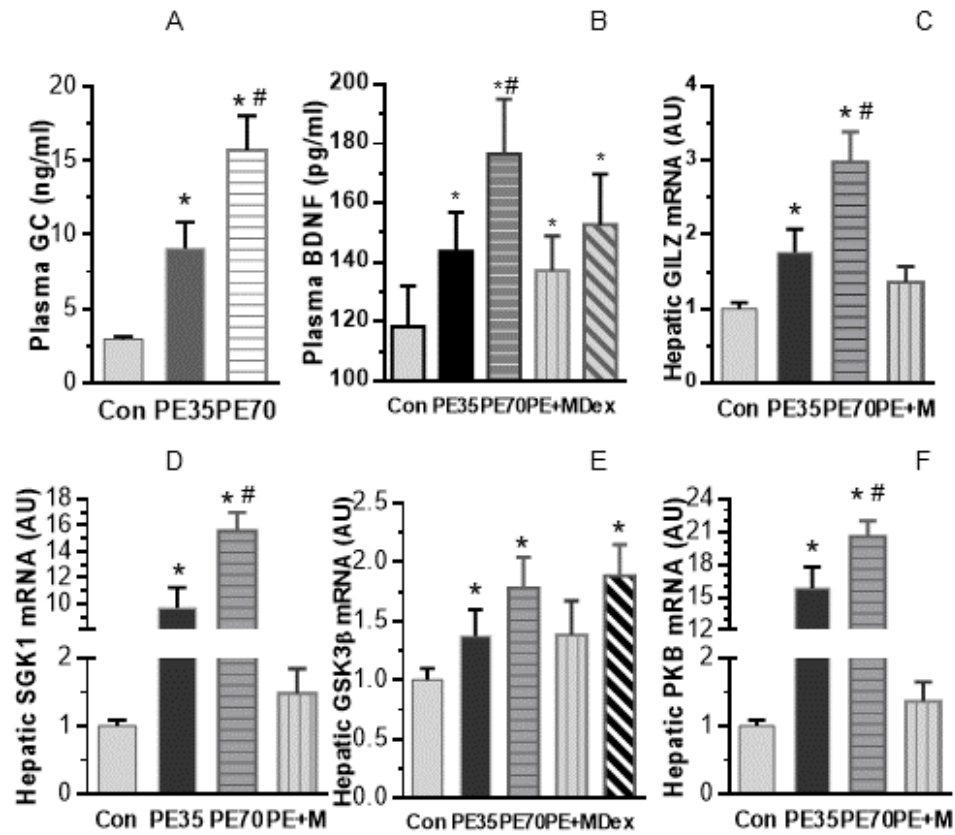 A
B
C
Plasma GC (ng/ml)
20
15
10
5
0
* 
* #
Con PE35PE70
Plasma BDNF (pg/ml)
200
180
160
140
120
100
*
*#
*
*
Con PE35PE70PE+MDex
Hepatic GILZ mRNA (AU)
4
3
2
1
0
*
* #
Con PE35PE70PE+M
D
E
F
Hepatic SGK1 mRNA (AU)
18
16
14
12
10
2
1
0
*
* #
Con PE35 PE70 PE+M
Hepatic GSK3β mRNA (AU)
2.5
2.0
1.5
1.0
0.5
0.0
*
*
*
Con PE35PE70PE+MDex
Hepatic PKB mRNA (AU)
24
21
18
15
12
2
1
0
*
* #
Con PE35 PE70 PE+M